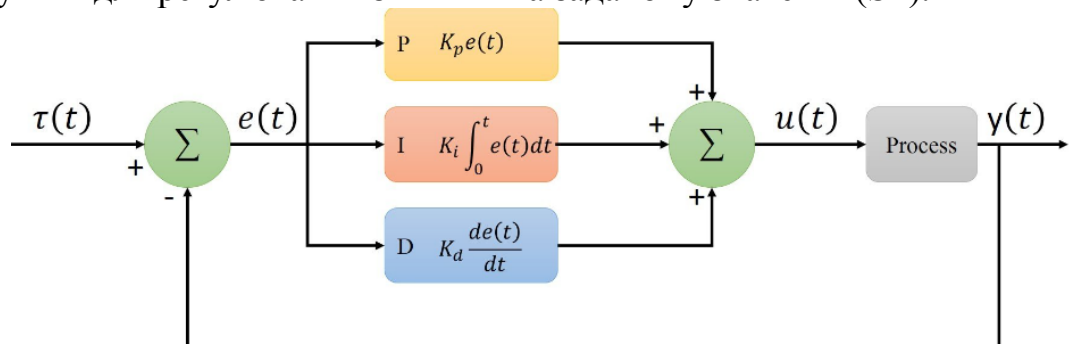 (t).
τ(t)
+
-
Σ
e(t)
P K_p e(t)
I K_i ∫_0^t e(t)dt
D K_d de(t)/dt
+
+
+
Σ
u(t)
Process
y(t)